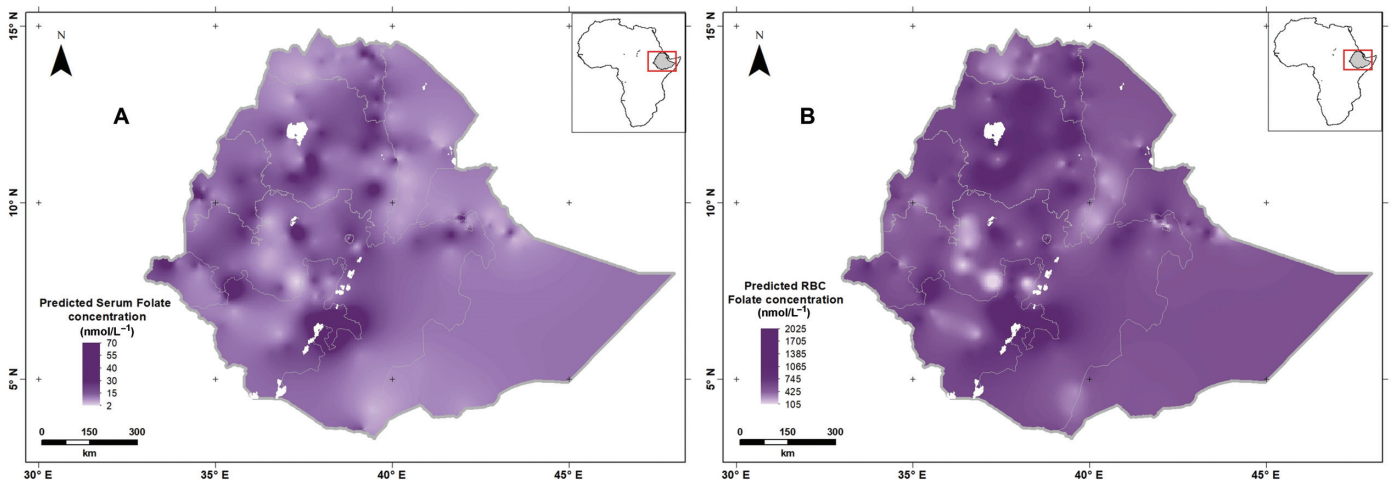 15° N
10° N
5° N
N
A
Predicted Serum Folate
concentration
(nmol/L⁻¹)
70
55
40
30
15
2
0 150 300
km
30° E 35° E 40° E 45° E
15° N
10° N
5° N
N
B
Predicted RBC
Folate concentration
(nmol/L⁻¹)
2025
1705
1385
1065
745
425
105
0 150 300
km
30° E 35° E 40° E 45° E